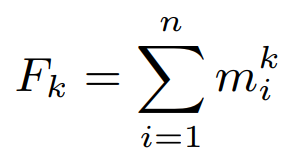 F_k = \sum_{i=1}^{n} m_i^k